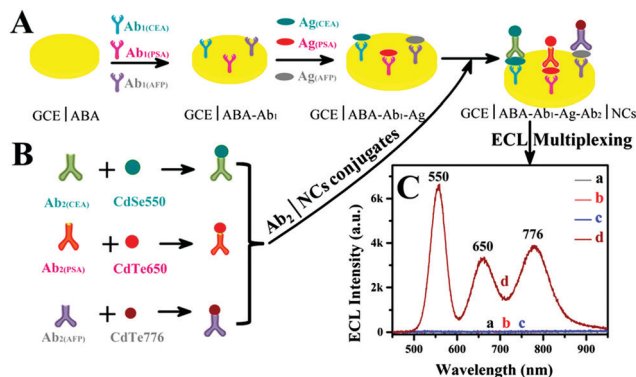 A
Ab1(CEA)
Ab1(PSA)
Ab1(AFP)
Ag(CEA)
Ag(PSA)
Ag(AFP)
GCE | ABA
GCE | ABA-Ab1
GCE | ABA-Ab1-Ag
GCE | ABA-Ab1-Ag-Ab2 | NCs
ECL Multiplexing
B
Ab2(CEA) + CdSe550
Ab2(PSA) + CdTe650
Ab2(AFP) + CdTe776
Ab2 | NCs conjugates
C
550
650
776
a
b
c
d
d
a b c
ECL Intensity (a.u.)
6k
4k
2k
0
500 600 700 800 900
Wavelength (nm)